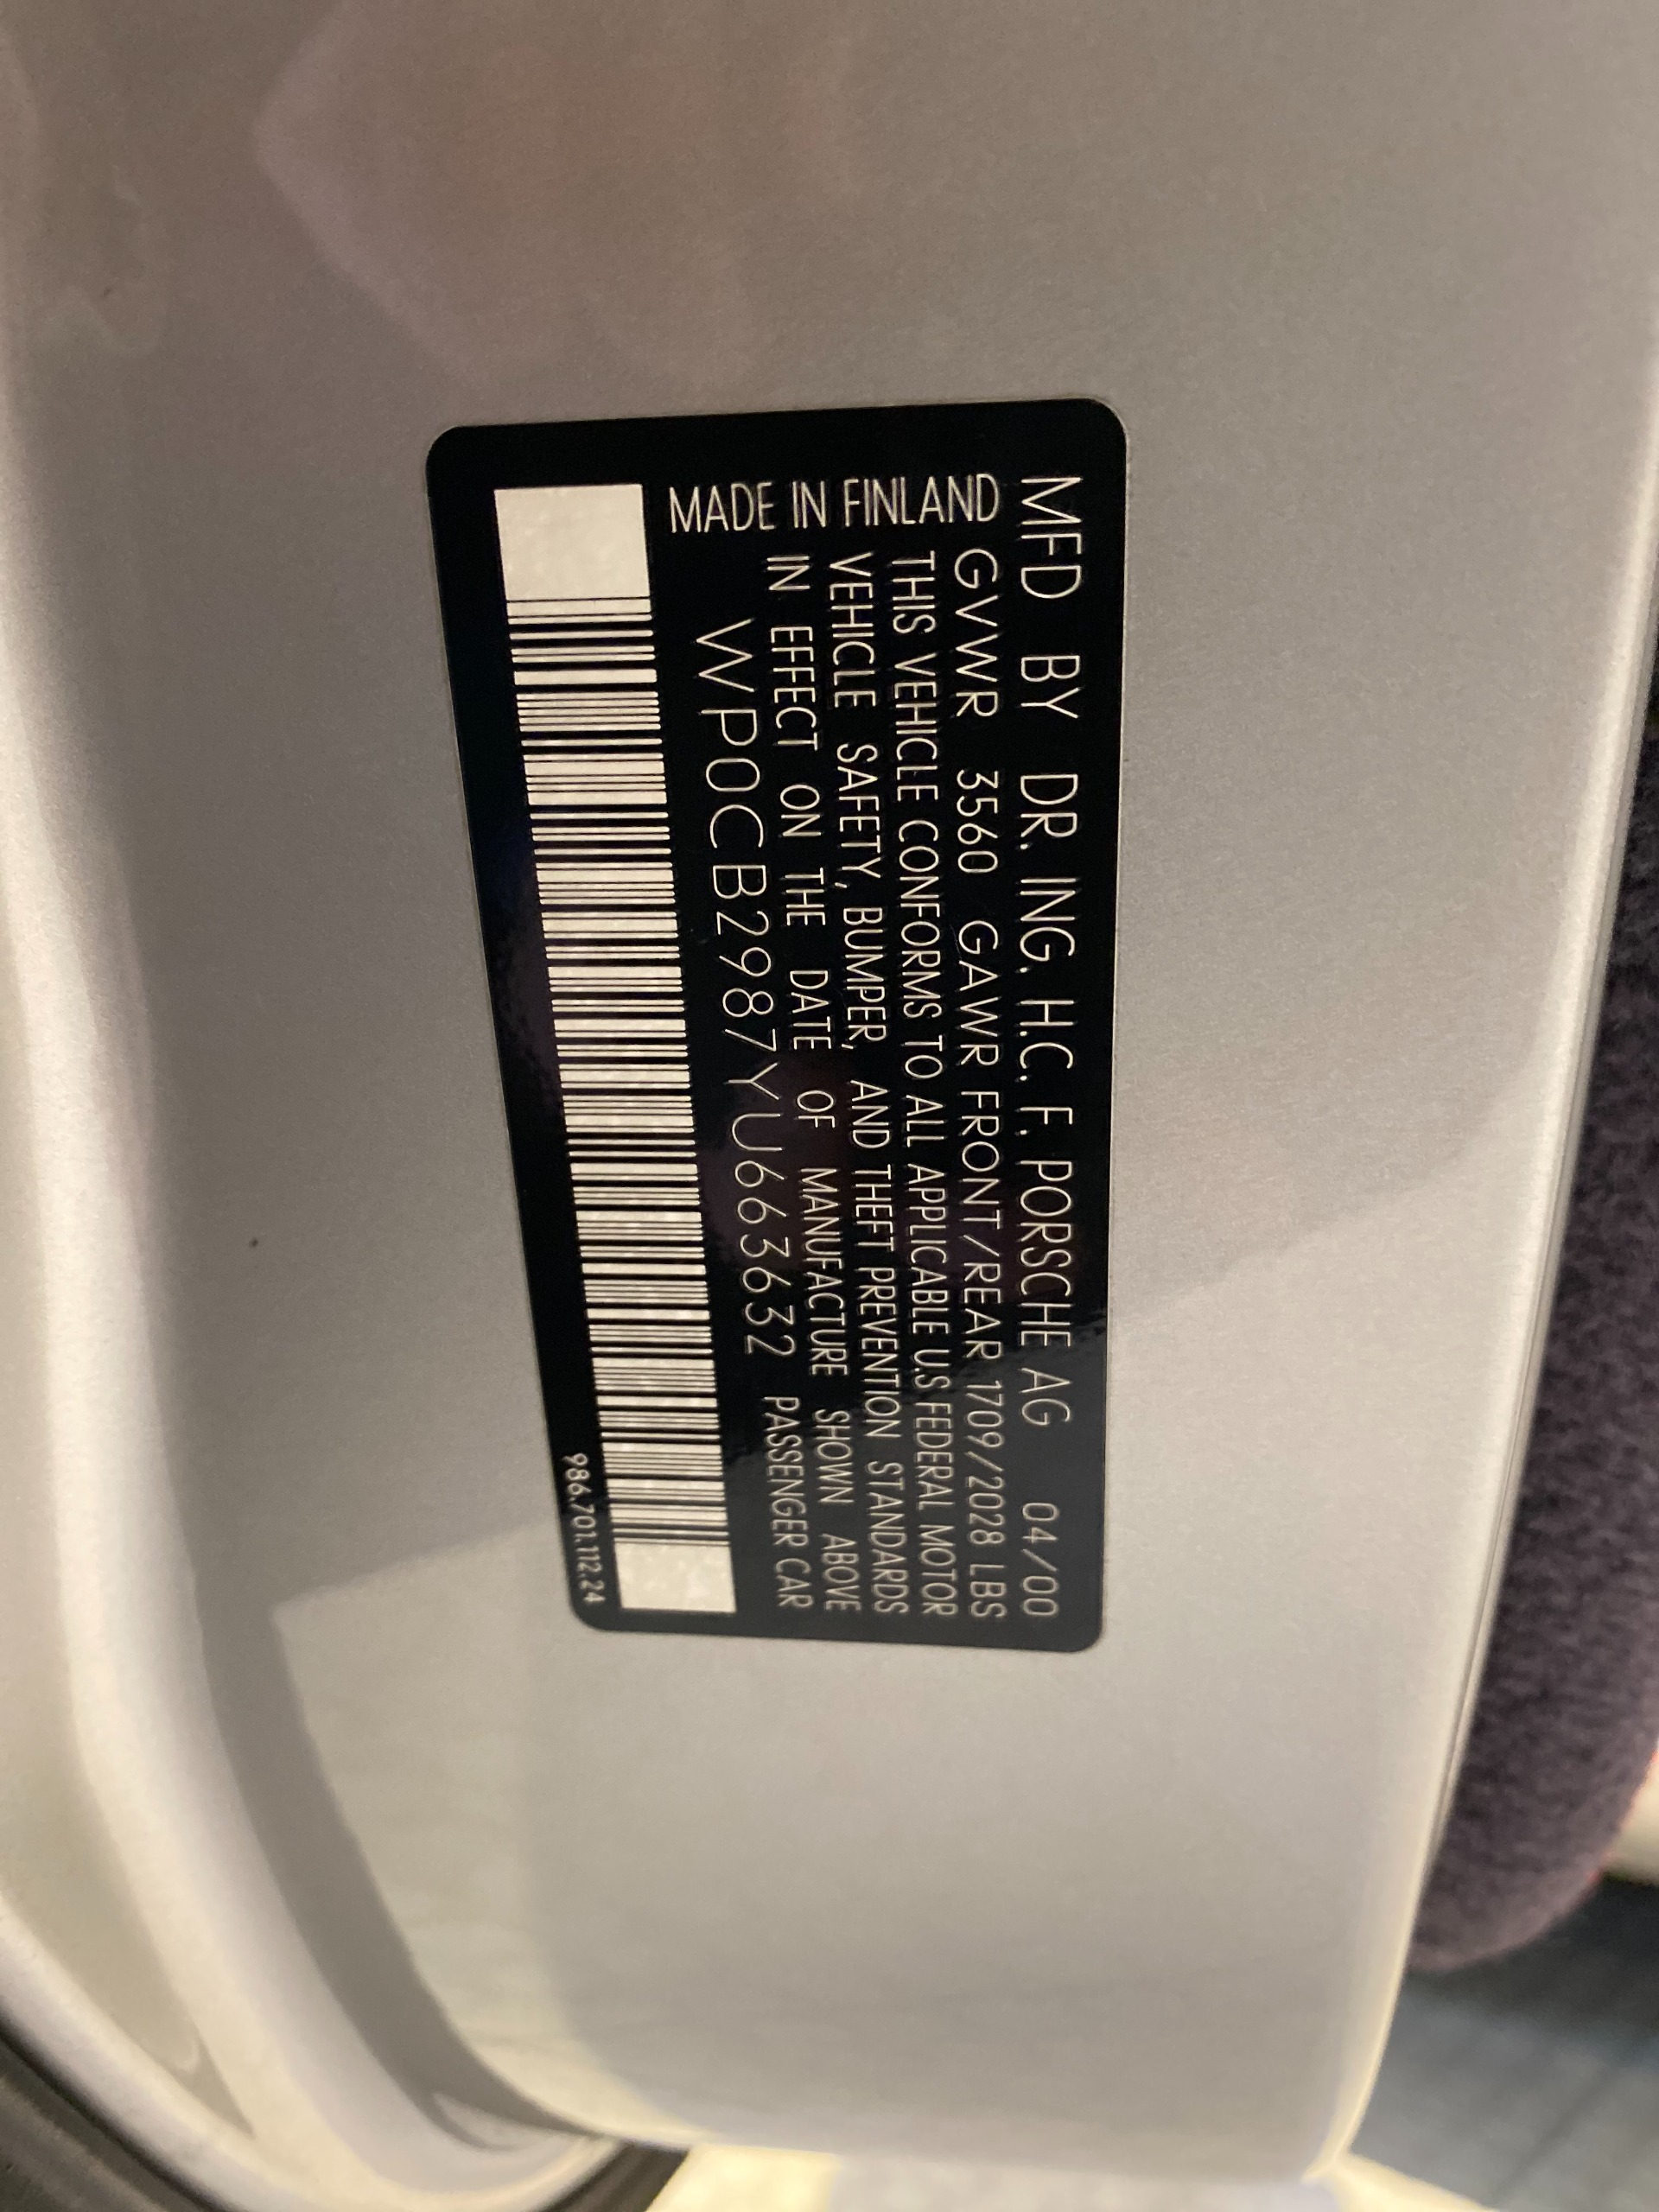 MFD BY DR. ING. H.C. F. PORSCHE AG 04/00
GVWR 3560 GAWR FRONT/REAR 1709/2028 LBS
THIS VEHICLE CONFORMS TO ALL APPLICABLE U.S FEDERAL MOTOR
VEHICLE SAFETY, BUMPER, AND THEFT PREVENTION STANDARDS
IN EFFECT ON THE DATE OF MANUFACTURE SHOWN ABOVE
WP0CB2987YU663632 PASSENGER CAR
MADE IN FINLAND
986.701.112.24